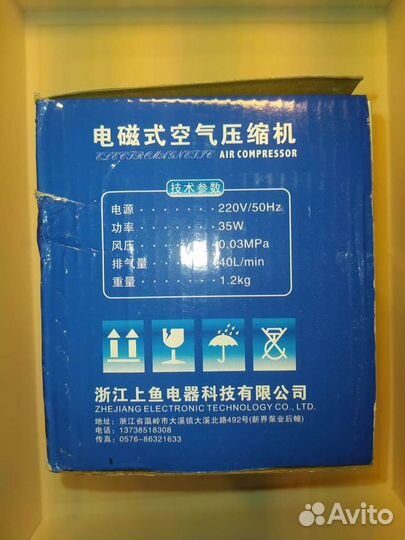 电磁式空气压缩机
ELECTROMAGNETIC AIR COMPRESSOR
技术参数
电源 · · · · · · · · 220V/50Hz
功率 · · · · · · · · 35W
风压 · · · · · · · · 0.03MPa
排气量 · · · · · · · 40L/min
重量 · · · · · · · · 1.2kg
浙江上鱼电器科技有限公司
ZHEJIANG ELECTRONIC TECHNOLOGY CO., LTD.
地址：浙江省温岭市大溪镇大溪北路492号(新界泵业后幢)
电话：13738518308
传真：0576-86321633
Avito